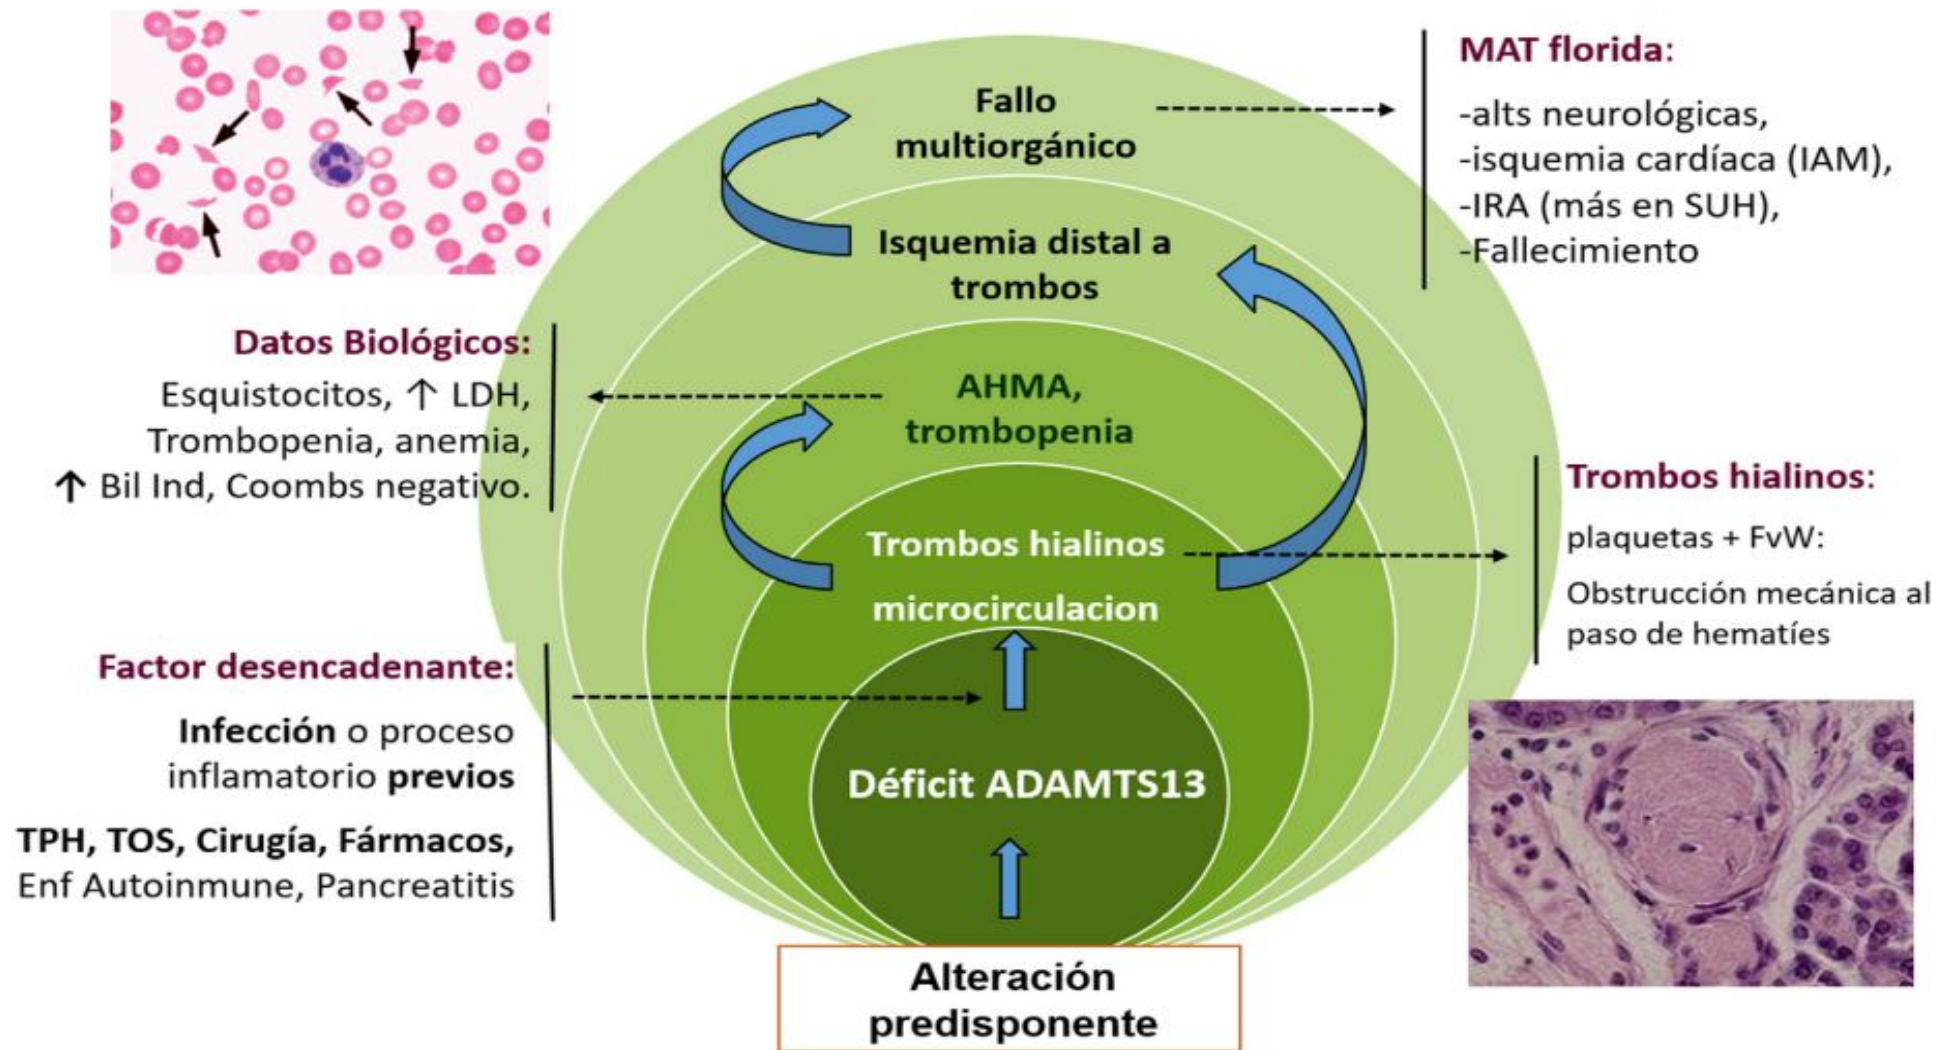 Fallo
multiorgánico
MAT florida:
-alts neurológicas,
-isquemia cardíaca (IAM),
-IRA (más en SUH),
-Fallecimiento
Isquemia distal a
trombos
Datos Biológicos:
Esquistocitos, ↑ LDH,
Trombopenia, anemia,
↑ Bil Ind, Coombs negativo.
AHMA,
trombopenia
Trombos hialinos
microcirculacion
Trombos hialinos:
plaquetas + FvW:
Obstrucción mecánica al
paso de hematíes
Factor desencadenante:
Infección o proceso
inflamatorio previos
TPH, TOS, Cirugía, Fármacos,
Enf Autoinmune, Pancreatitis
Déficit ADAMTS13
Alteración
predisponente